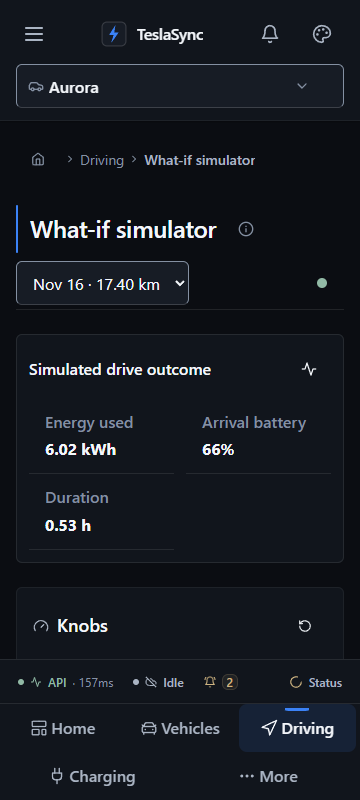 TeslaSync
Aurora
Driving
What-if simulator
What-if simulator
Nov 16 · 17.40 km
Simulated drive outcome
Energy used
Arrival battery
6.02 kWh
66%
Duration
0.53 h
Knobs
API · 157ms
Idle
2
Status
Home
Vehicles
Driving
Charging
More